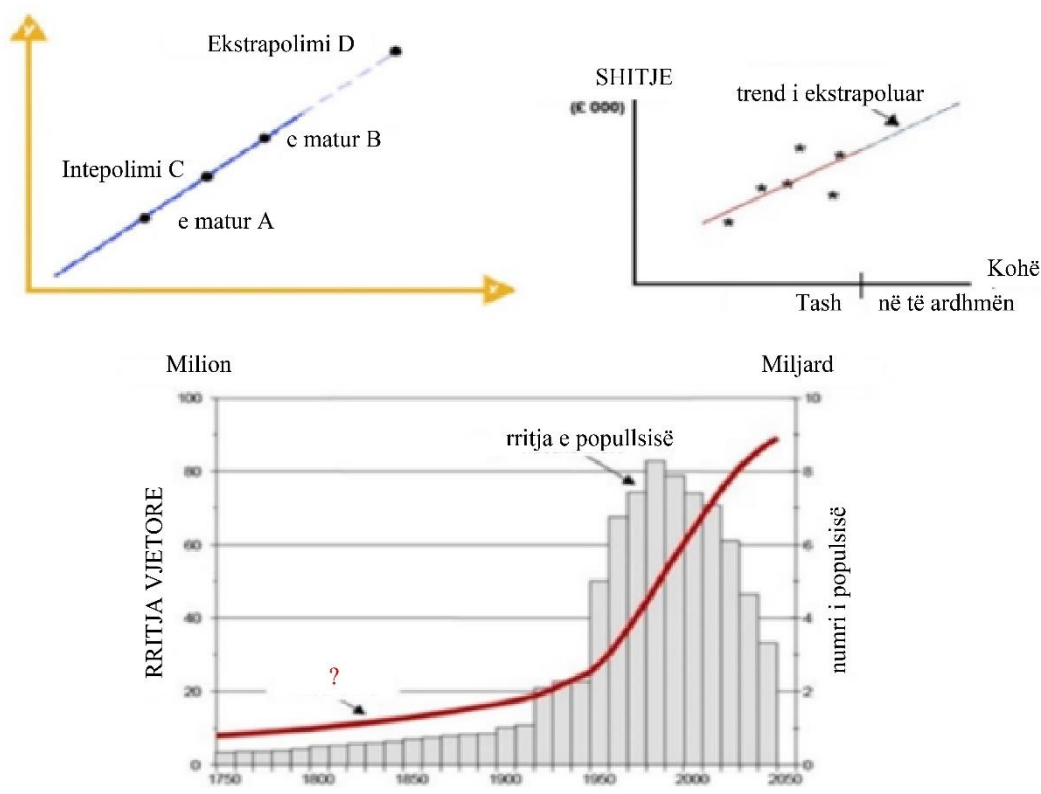 Y
Ekstrapolimi D
e matur B
Intepolimi C
e matur A
x
SHITJE
(£ 000)
trend i ekstrapoluar
Kohë
Tash
në të ardhmën
Milion
Miljard
100
80
60
40
20
0
10
8
6
4
2
0
rritja e popullsisë
?
RRITJA VJETORE
numri i populsisë
1750
1800
1850
1900
1950
2000
2050